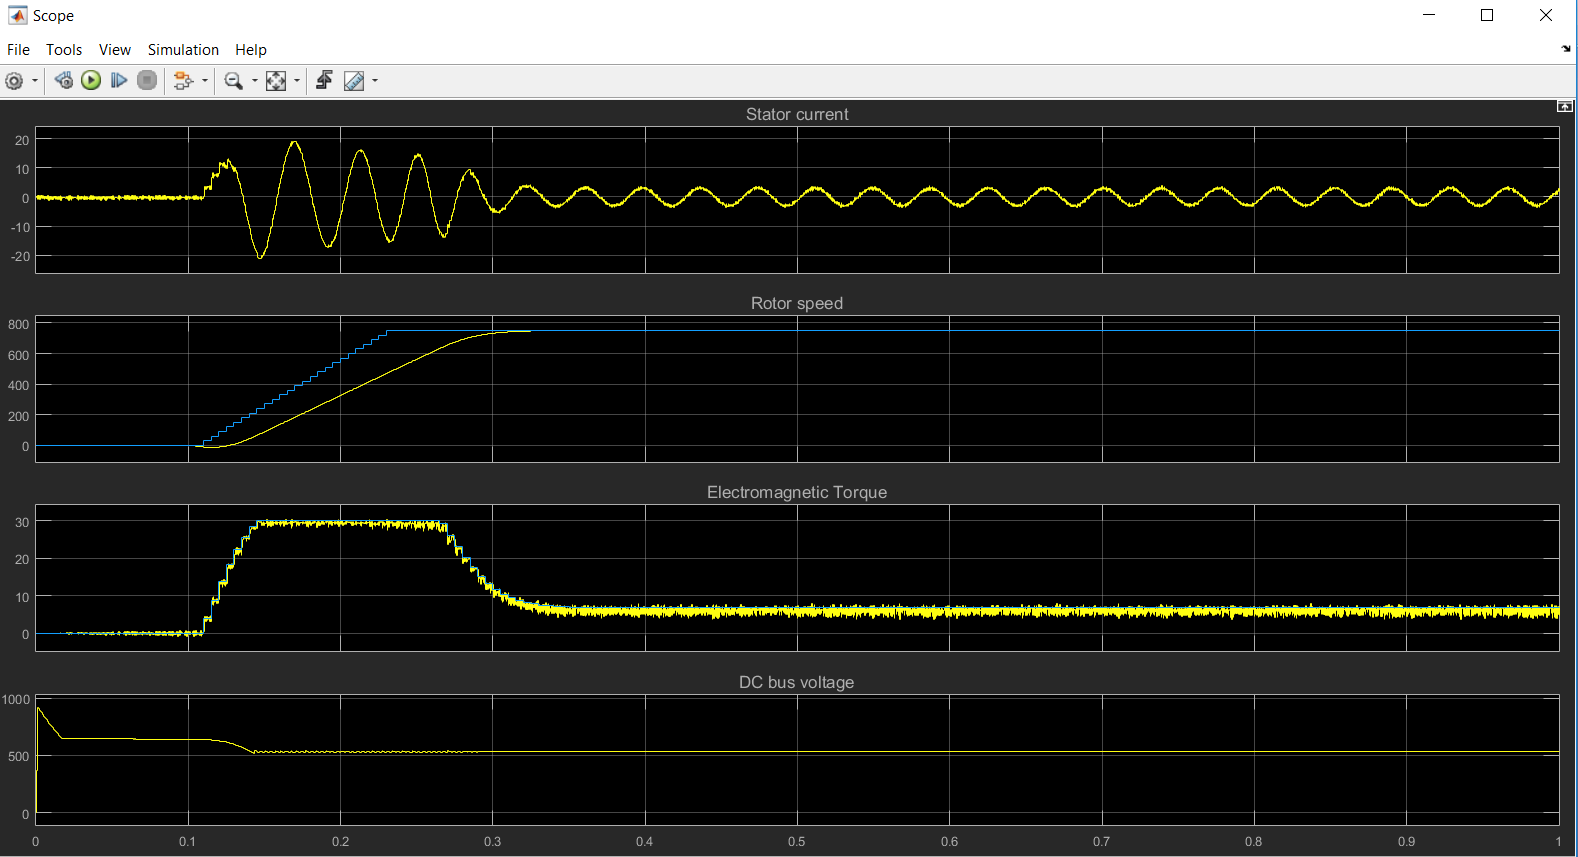 Scope
File Tools View Simulation Help
Stator current
20
10
0
-10
-20
Rotor speed
800
600
400
200
0
Electromagnetic Torque
30
20
10
0
DC bus voltage
1000
500
0
0 0.1 0.2 0.3 0.4 0.5 0.6 0.7 0.8 0.9 1